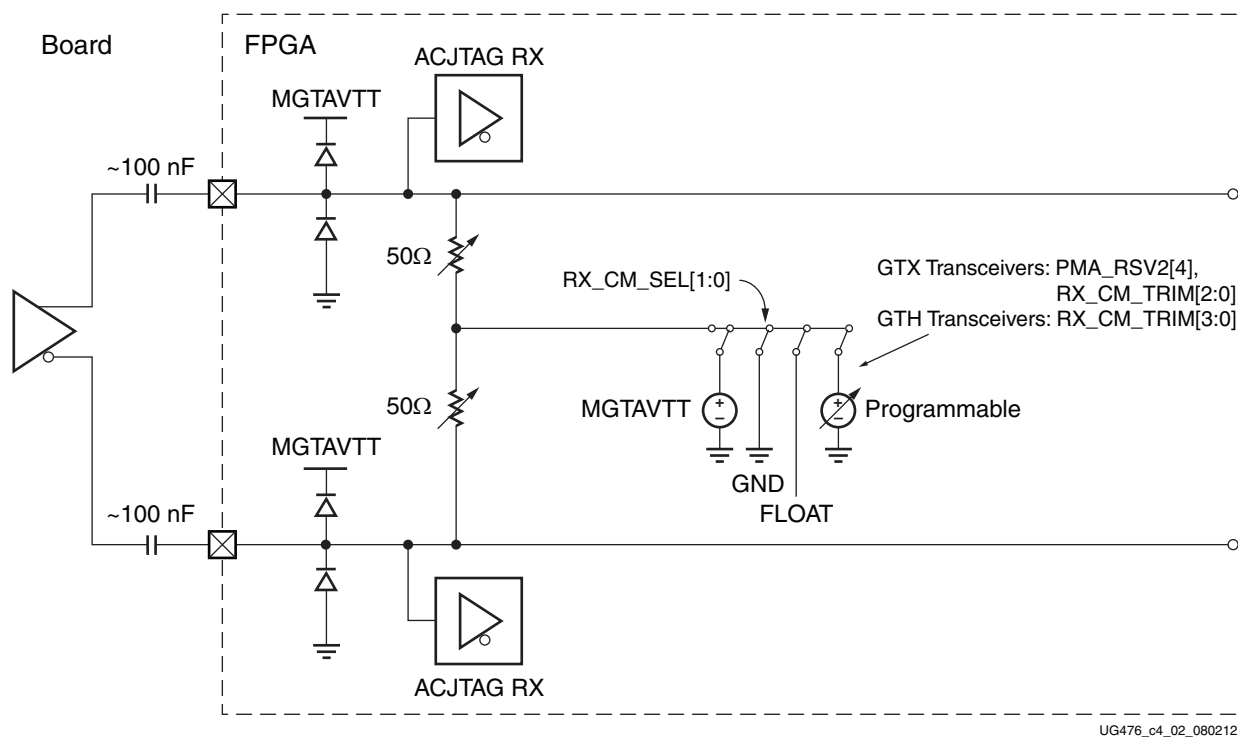 Board
FPGA
ACJTAG RX
MGTAVTT
~100 nF
50Ω
RX_CM_SEL[1:0]
GTX Transceivers: PMA_RSV2[4],
RX_CM_TRIM[2:0]
GTH Transceivers: RX_CM_TRIM[3:0]
50Ω
MGTAVTT
+
–
+
–
Programmable
GND
FLOAT
MGTAVTT
~100 nF
ACJTAG RX
UG476_c4_02_080212